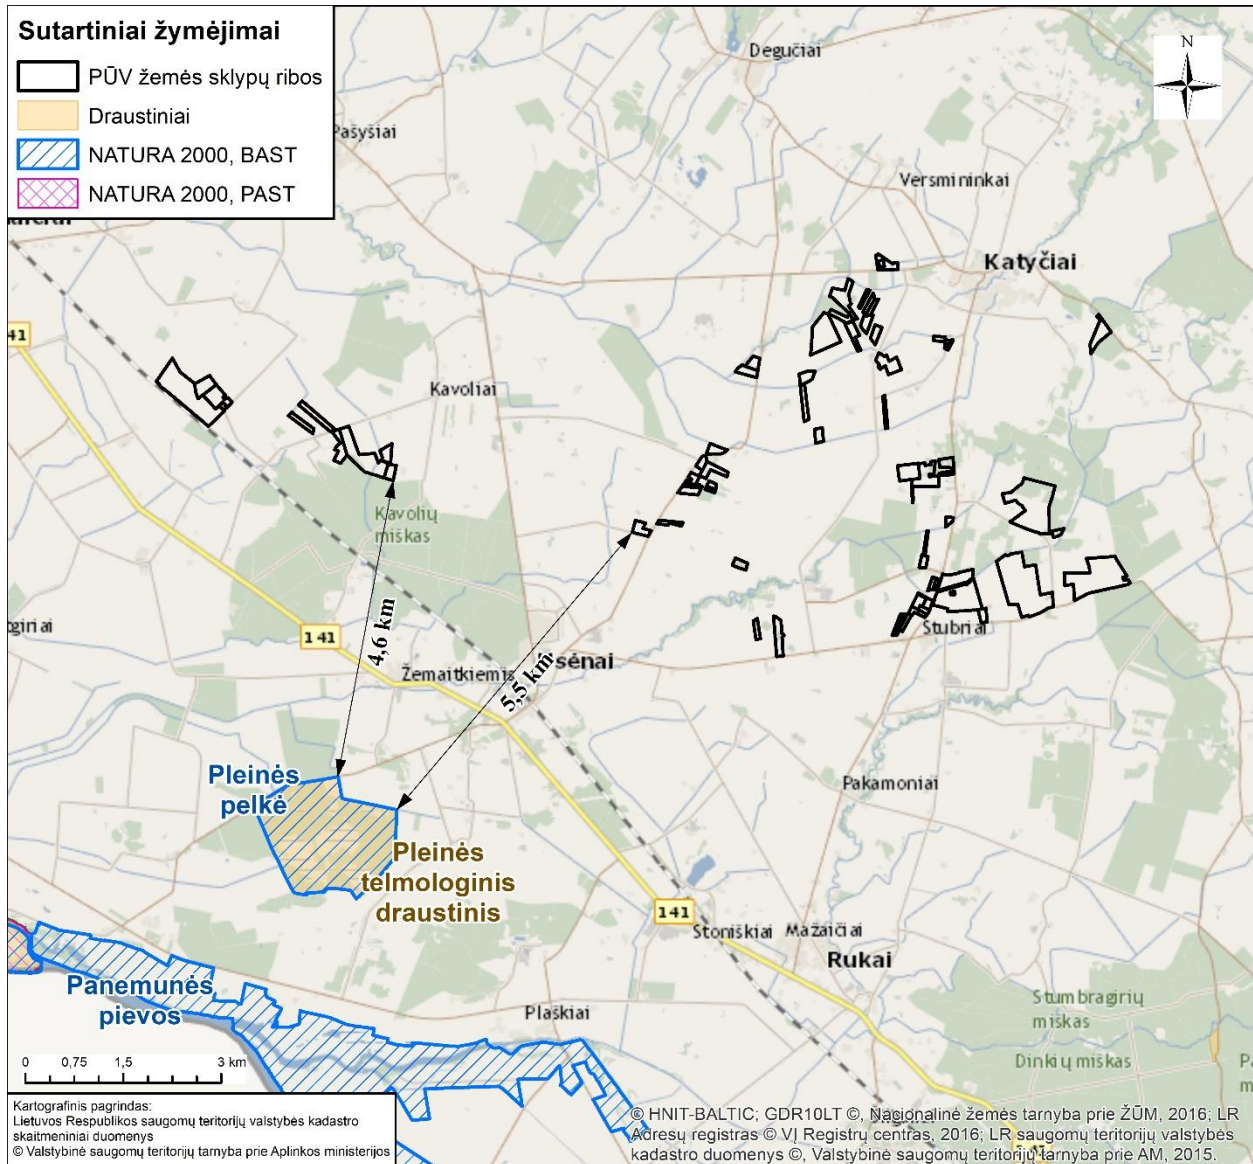 Sutartiniai žymėjimai
PŪV žemės sklypų ribos
Draustiniai
NATURA 2000, BAST
NATURA 2000, PAST
N
Degučiai
Pašyšiai
Versmininkai
Katyčiai
41
Kavoliai
Kavolių
miškas
4,6 km
5,5 km
141
Žemaitkiemis
sėnai
Stubriai
ogiriai
Pleinės
pelkė
Pakamoniai
Pleinės
telmologinis
draustinis
141
Stoniškiai
Mažaičiai
Rukai
Panemunės
pievos
Plaškiai
Stumbragirių
miškas
Dinkių miškas
0 0,75 1,5 3 km
Kartografinis pagrindas:
Lietuvos Respublikos saugomų teritorijų valstybės kadastro
skaitmeniniai duomenys
© Valstybinė saugomų teritorijų tarnyba prie Aplinkos ministerijos
© HNIT-BALTIC; GDR10LT ©, Nacionalinė žemės tarnyba prie ŽŪM, 2016; LR
Adresų registras © VĮ Registrų centras, 2016; LR saugomų teritorijų valstybės
kadastro duomenys ©, Valstybinė saugomų teritorijų tarnyba prie AM, 2015.